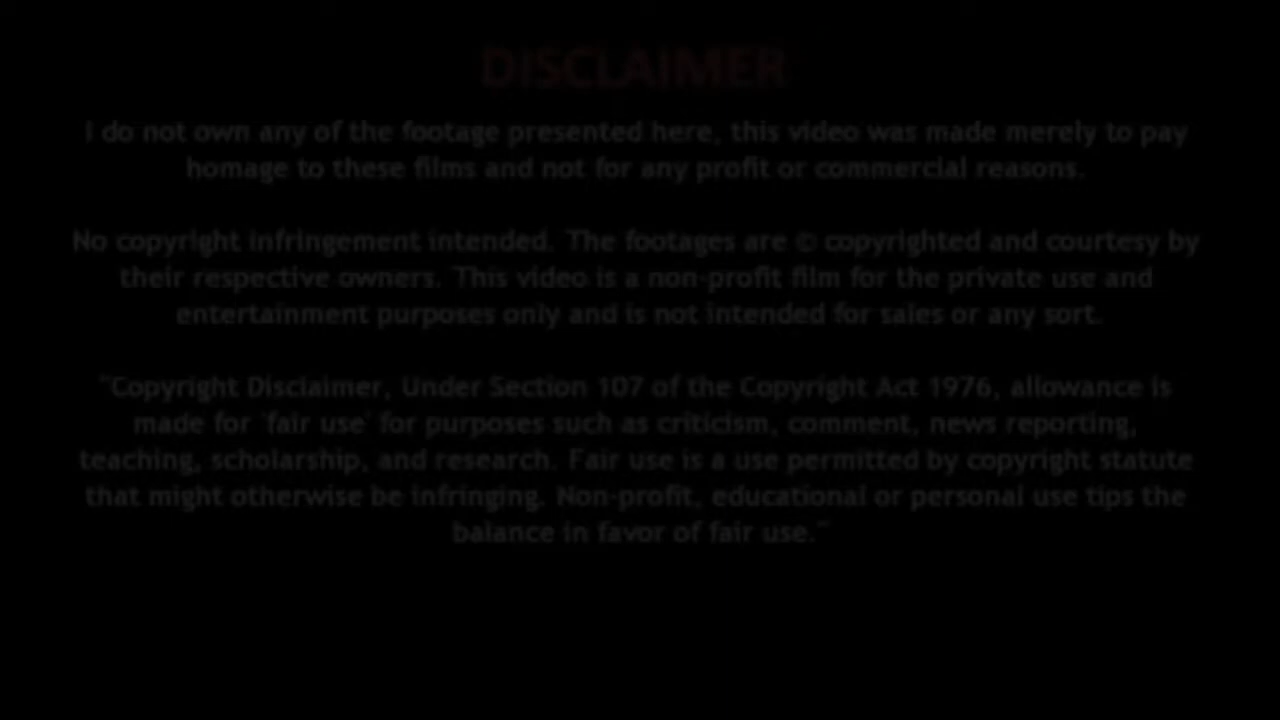 DISCLAIMER
I do not own any of the footage presented here, this video was made merely to pay
homage to these films and not for any profit or commercial reasons.
No copyright infringement intended. The footages are © copyrighted and courtesy by
their respective owners. This video is a non-profit film for the private use and
entertainment purposes only and is not intended for sales or any sort.
"Copyright Disclaimer, Under Section 107 of the Copyright Act 1976, allowance is
made for 'fair use' for purposes such as criticism, comment, news reporting,
teaching, scholarship, and research. Fair use is a use permitted by copyright statute
that might otherwise be infringing. Non-profit, educational or personal use tips the
balance in favor of fair use."